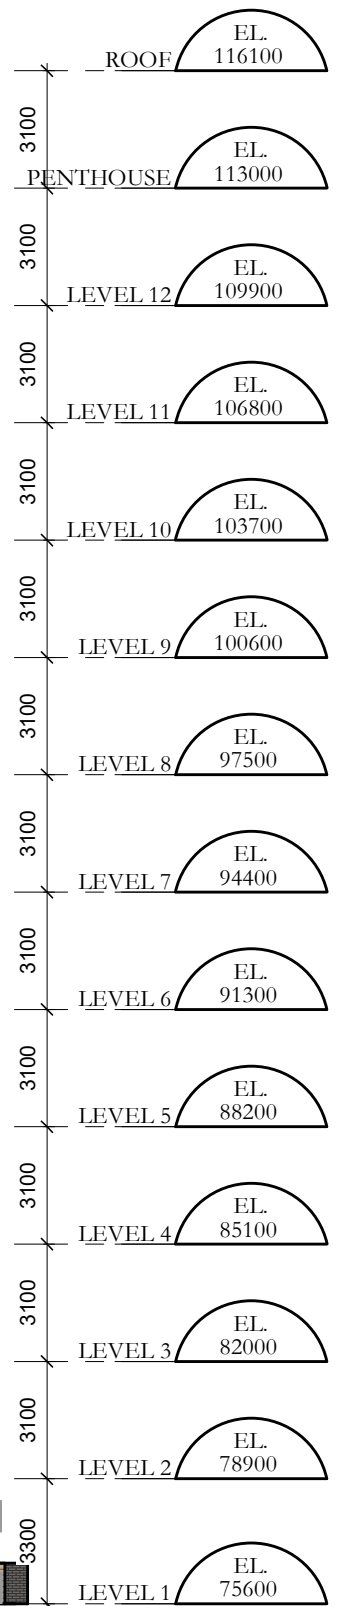 EL.
ROOF 116100
3100
EL.
PENTHOUSE 113000
3100
EL.
LEVEL 12 109900
3100
EL.
LEVEL 11 106800
3100
EL.
LEVEL 10 103700
3100
EL.
LEVEL 9 100600
3100
EL.
LEVEL 8 97500
3100
EL.
LEVEL 7 94400
3100
EL.
LEVEL 6 91300
3100
EL.
LEVEL 5 88200
3100
EL.
LEVEL 4 85100
3100
EL.
LEVEL 3 82000
3100
EL.
LEVEL 2 78900
3300
EL.
LEVEL 1 75600